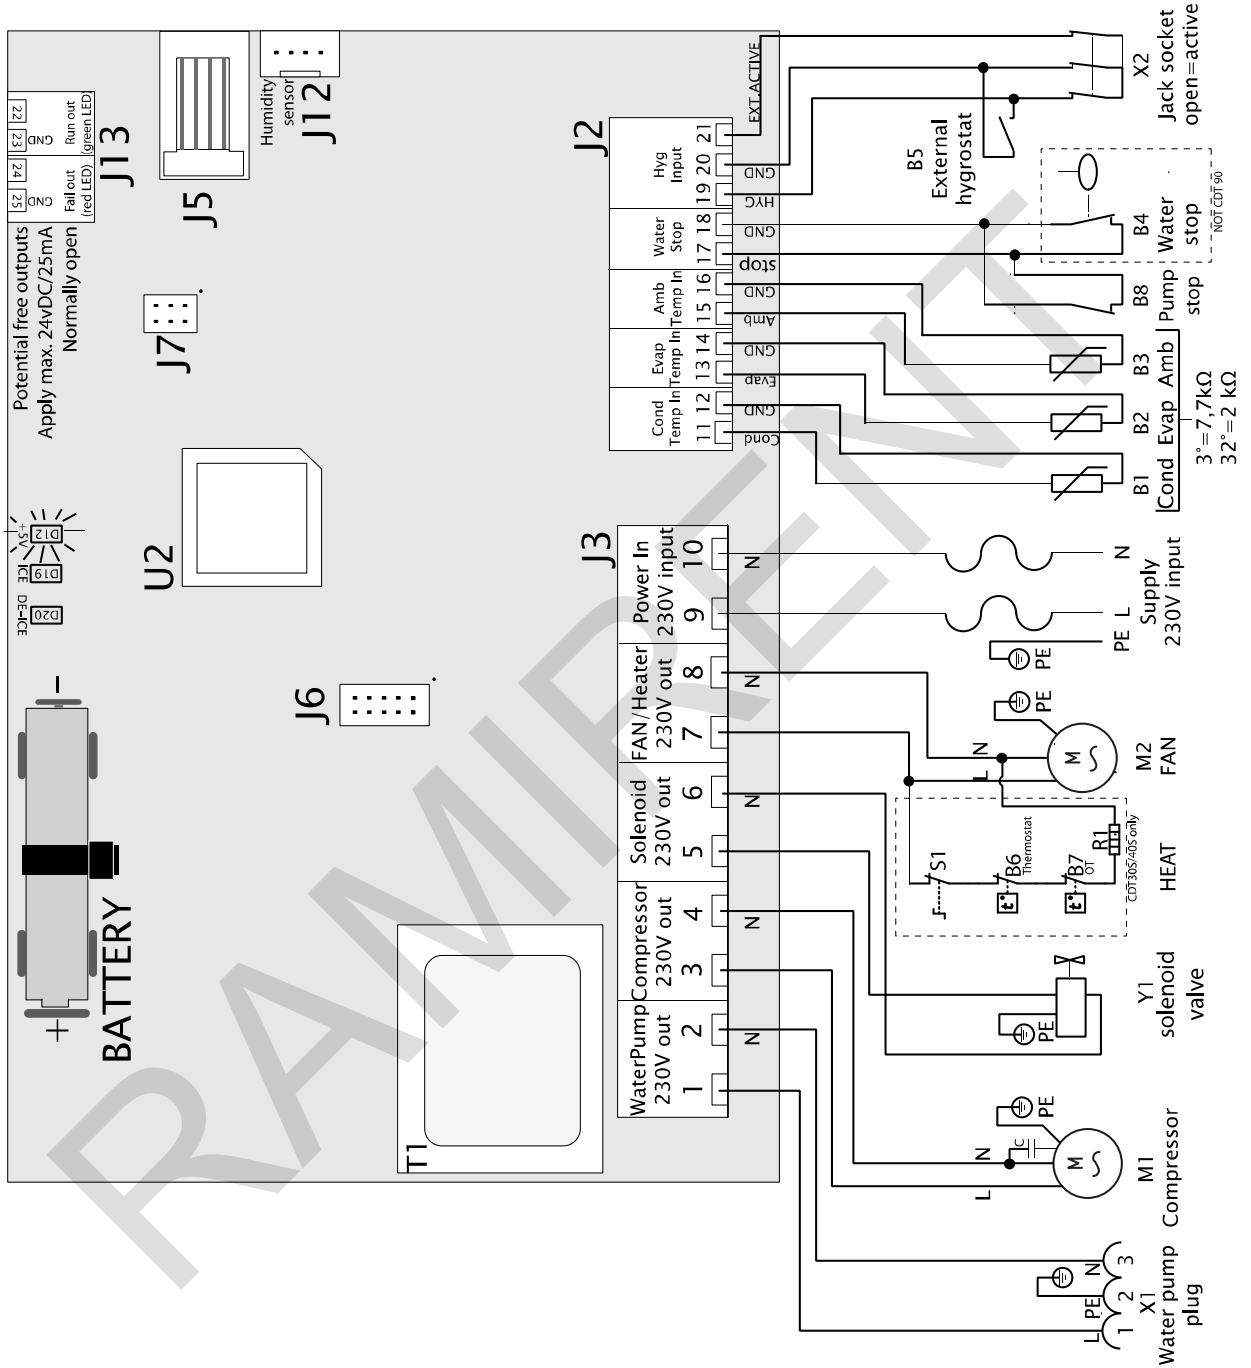 Potential free outputs
Apply max. 24vDC/25mA
Normally open
22
23
24
25
GND
GND
Run out
(green LED)
Fail out
(red LED)
J13
J5
Humidity
sensor
J12
J7
+5V
ICE
DE-ICE
D12
D19
D20
U2
J6
BATTERY
+
-
T1
J2
Hyg
Input
Water
Stop
Amb
Temp In
Evap
Temp In
Cond
Temp In
21
20
19
18
17
16
15
14
13
12
11
EXT.ACTIVE
GND
HYG
GND
stop
GND
Amb
GND
Evap
GND
Cond
J3
Power In
230V input
FAN/Heater
230V out
Solenoid
230V out
Compressor
230V out
WaterPump
230V out
10
9
8
7
6
5
4
3
2
1
N
N
N
N
N
X2
Jack socket
open=active
B5
External
hygrostat
B4
Water
stop
NOT CDT 90
B8
Pump
stop
B3
Amb
B2
Evap
B1
Cond
3°=7,7kΩ
32°=2 kΩ
N
L
PE
PE
Supply
230V input
PE
N
L
M
M2
FAN
S1
B6
Thermostat
B7
OT
R1
t°
t°
CDT30S/40S only
HEAT
PE
Y1
solenoid
valve
PE
N
L
C
M
M1
Compressor
N
PE
L
3
2
1
X1
Water pump
plug
RAMIRENT